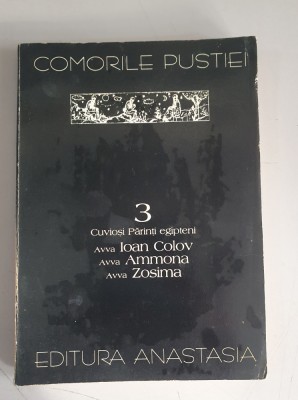 COMORILE PUSTIEI
3
Cuvioși Părinți egipteni
Avva Ioan Colov
Avva Ammona
Avva Zosima
EDITURA ANASTASIA